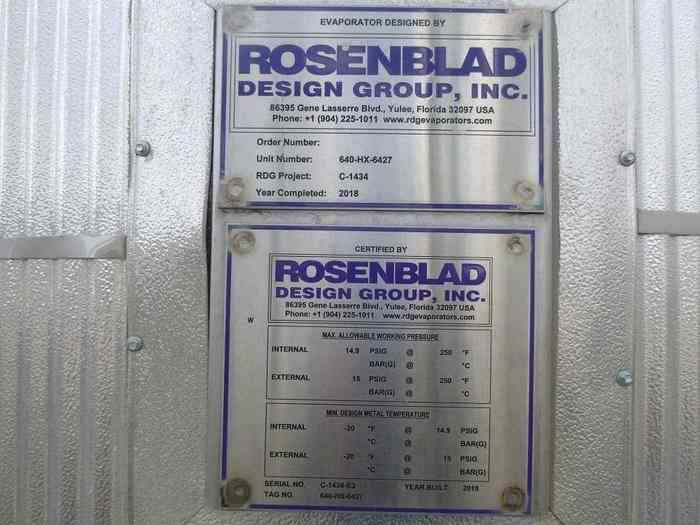 EVAPORATOR DESIGNED BY
ROSENBLAD
DESIGN GROUP, INC.
86395 Gene Lasserre Blvd., Yulee, Florida 32097 USA
Phone: +1 (904) 225-1011 www.rdgevaporators.com
Order Number:
Unit Number: 640-HX-6427
RDG Project: C-1434
Year Completed: 2018
CERTIFIED BY
ROSENBLAD
DESIGN GROUP, INC.
86395 Gene Lasserre Blvd., Yulee, Florida 32097 USA
Phone: +1 (904) 225-1011 www.rdgevaporators.com
W
MAX. ALLOWABLE WORKING PRESSURE
INTERNAL 14.9 PSIG @ 250 °F
BAR(G) @ °C
EXTERNAL 15 PSIG @ 250 °F
BAR(G) @ °C
MIN. DESIGN METAL TEMPERATURE
INTERNAL -20 °F @ 14.9 PSIG
°C @ BAR(G)
EXTERNAL -20 °F @ 15 PSIG
°C @ BAR(G)
SERIAL NO. C-1434-E3 YEAR BUILT 2018
TAG NO. 640-HX-6427